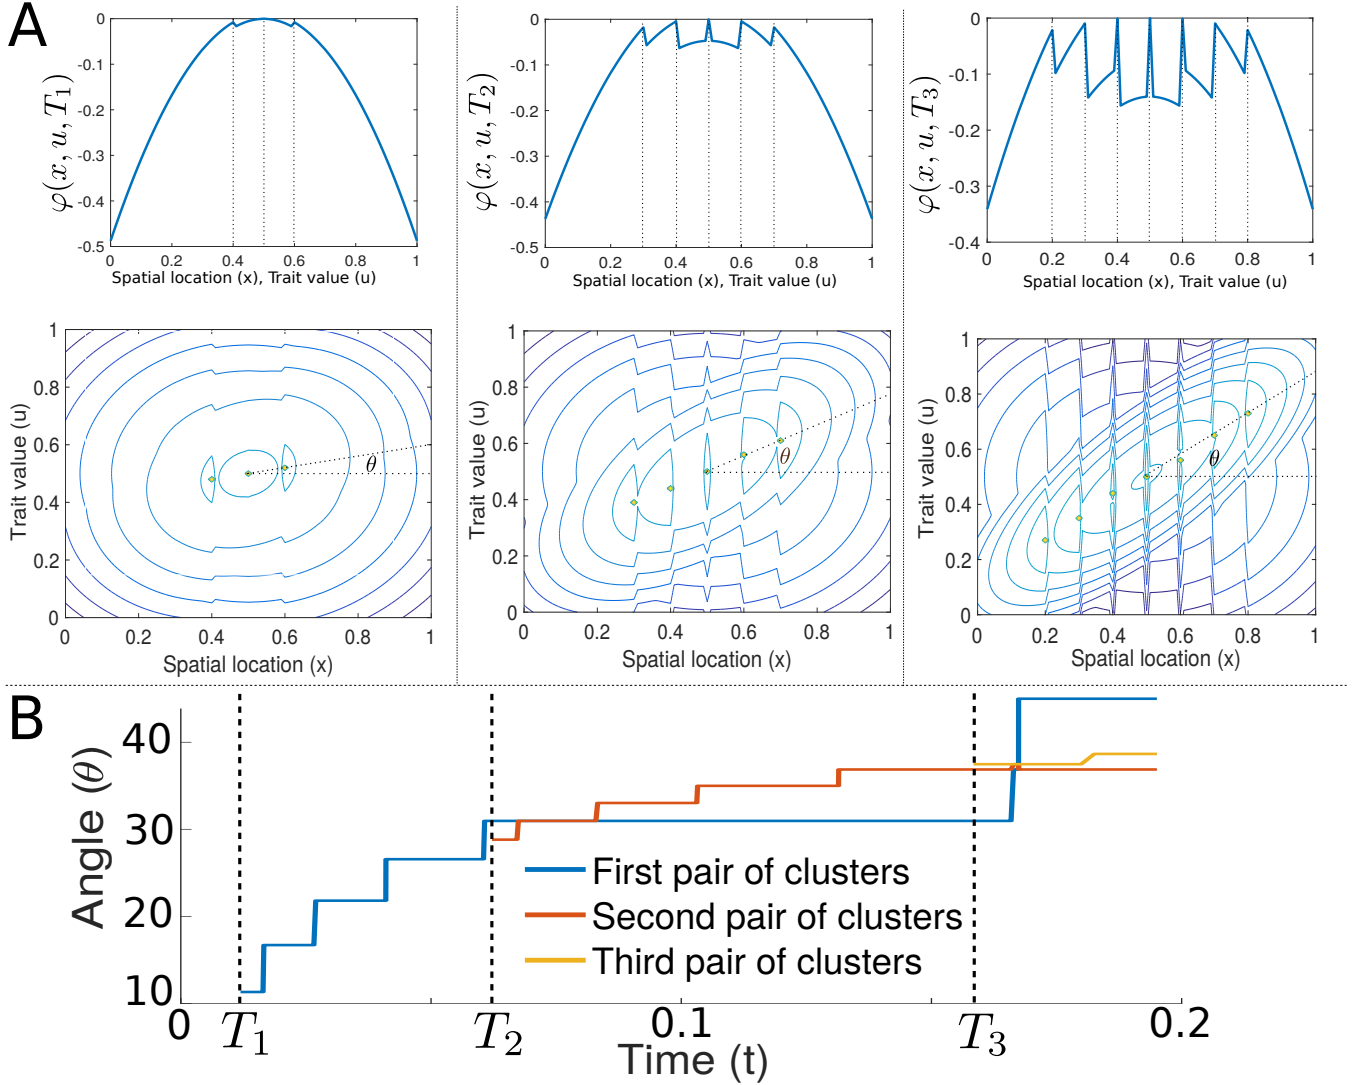 A
φ(x, u, T₁)
0
-0.1
-0.2
-0.3
-0.4
-0.5
0 0.2 0.4 0.6 0.8 1
Spatial location (x), Trait value (u)
φ(x, u, T₂)
0
-0.1
-0.2
-0.3
-0.4
-0.5
0 0.2 0.4 0.6 0.8 1
Spatial location (x), Trait value (u)
φ(x, u, T₃)
0
-0.1
-0.2
-0.3
-0.4
0 0.2 0.4 0.6 0.8 1
Spatial location (x), Trait value (u)
Trait value (u)
1
0.8
0.6
0.4
0.2
0
θ
0 0.2 0.4 0.6 0.8 1
Spatial location (x)
Trait value (u)
1
0.8
0.6
0.4
0.2
0
θ
0 0.2 0.4 0.6 0.8 1
Spatial location (x)
Trait value (u)
1
0.8
0.6
0.4
0.2
0
θ
0 0.2 0.4 0.6 0.8 1
Spatial location (x)
B
Angle (θ)
40
30
20
10
First pair of clusters
Second pair of clusters
Third pair of clusters
0 T₁ T₂ 0.1 T₃ 0.2
Time (t)